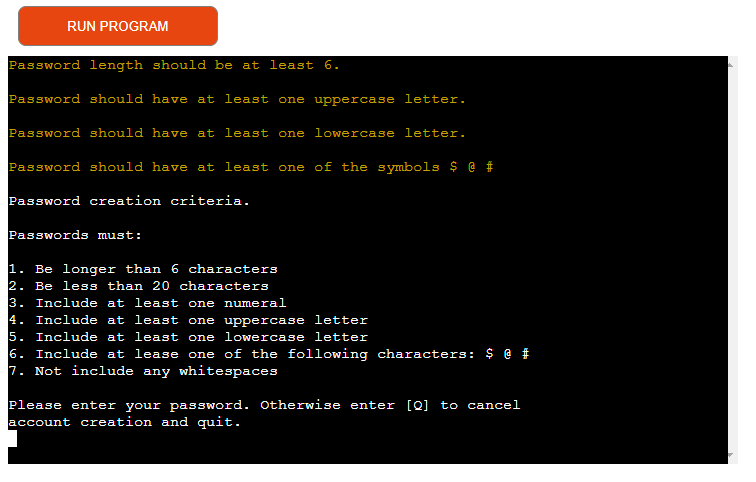 RUN PROGRAM
Password length should be at least 6.
Password should have at least one uppercase letter.
Password should have at least one lowercase letter.
Password should have at least one of the symbols $ @ #
Password creation criteria.
Passwords must:
1. Be longer than 6 characters
2. Be less than 20 characters
3. Include at least one numeral
4. Include at least one uppercase letter
5. Include at least one lowercase letter
6. Include at lease one of the following characters: $ @ #
7. Not include any whitespaces
Please enter your password. Otherwise enter [Q] to cancel
account creation and quit.